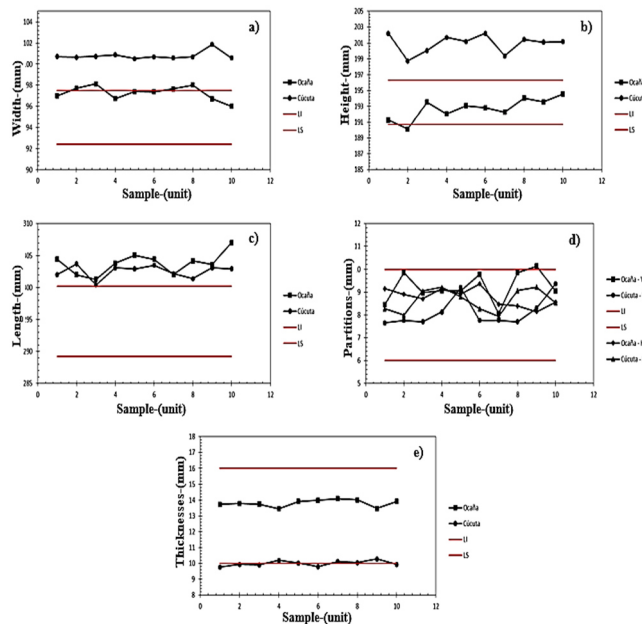 a)
Width-(mm)
104
102
100
98
96
94
92
90
0 2 4 6 8 10 12
Sample-(unit)
Ocaña
Cúcuta
LI
LS
b)
Height-(mm)
205
203
201
199
197
195
193
191
189
187
185
0 2 4 6 8 10 12
Sample-(unit)
Ocaña
Cúcuta
LI
LS
c)
Length-(mm)
310
305
300
295
290
285
0 2 4 6 8 10 12
Sample-(unit)
Ocaña
Cúcuta
LI
LS
d)
Partitions-(mm)
12
11
10
9
8
7
6
5
0 2 4 6 8 10 12
Sample-(unit)
Ocaña - V
Cúcuta -
LI
LS
Ocaña - H
Cúcuta -
e)
Thicknesses-(mm)
18
17
16
15
14
13
12
11
10
9
8
0 2 4 6 8 10 12
Sample-(unit)
Ocaña
Cúcuta
LI
LS